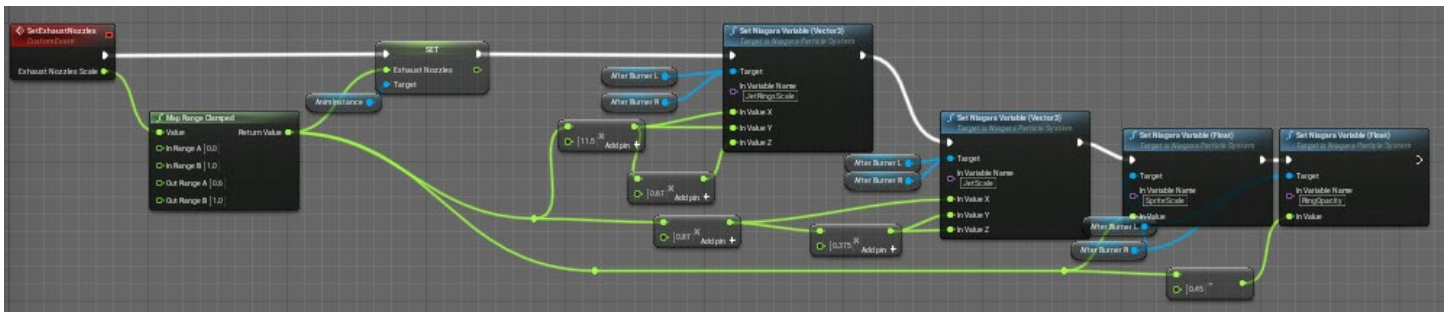 SetExhaustNozzles
Custom Event
Exhaust Nozzles Scale
Map Range Clamped
Value
Return Value
In Range A 0,0
In Range B 1,0
Out Range A 0,6
Out Range B 1,0
SET
Exhaust Nozzles
Target
Anim Instance
After Burner L
After Burner R
11,5
Add pin +
0,67
Add pin +
Set Niagara Variable (Vector3)
Target is Niagara Particle System
Target
In Variable Name
JetRingsScale
In Value X
In Value Y
In Value Z
0,87
Add pin +
0,375
Add pin +
After Burner L
After Burner R
Set Niagara Variable (Vector3)
Target is Niagara Particle System
Target
In Variable Name
JetScale
In Value X
In Value Y
In Value Z
Set Niagara Variable (Float)
Target is Niagara Particle System
Target
In Variable Name
SpriteScale
In Value
After Burner L
After Burner R
Set Niagara Variable (Float)
Target is Niagara Particle System
Target
In Variable Name
RingOpacity
In Value
0,45